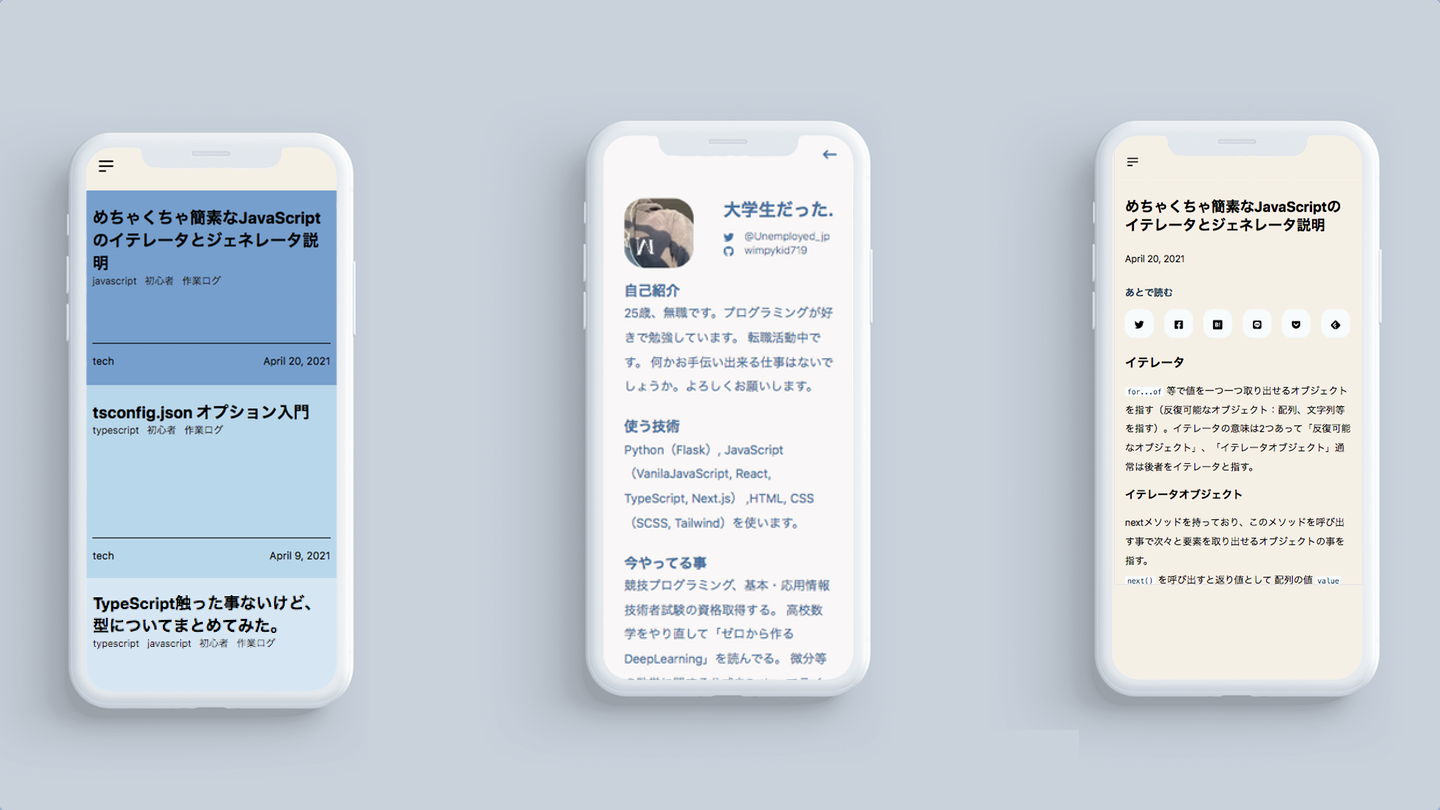 めちゃくちゃ簡素なJavaScript
のイテレータとジェネレータ説
明
javascript 初心者 作業ログ
tech April 20, 2021
tsconfig.json オプション入門
typescript 初心者 作業ログ
tech April 9, 2021
TypeScript触った事ないけど、
型についてまとめてみた。
typescript javascript 初心者 作業ログ
大学生だった.
@Unemployed_jp
wimpykid719
自己紹介
25歳、無職です。プログラミングが好
きで勉強しています。 転職活動中で
す。 何かお手伝い出来る仕事はないで
しょうか。よろしくお願いします。
使う技術
Python（Flask）, JavaScript
（VanilaJavaScript, React,
TypeScript, Next.js） ,HTML, CSS
（SCSS, Tailwind）を使います。
今やってる事
競技プログラミング、基本・応用情報
技術者試験の資格取得する。 高校数
学をやり直して「ゼロから作る
DeepLearning」を読んでる。 微分等
めちゃくちゃ簡素なJavaScriptの
イテレータとジェネレータ説明
April 20, 2021
あとで読む
イテレータ
for...of 等で値を一つ一つ取り出せるオブジェクト
を指す（反復可能なオブジェクト：配列、文字列等
を指す）。イテレータの意味は2つあって「反復可能
なオブジェクト」、「イテレータオブジェクト」通
常は後者をイテレータと指す。
イテレータオブジェクト
nextメソッドを持っており、このメソッドを呼び出
す事で次々と要素を取り出せるオブジェクトの事を
指す。
next() を呼び出すと返り値として 配列の値 value